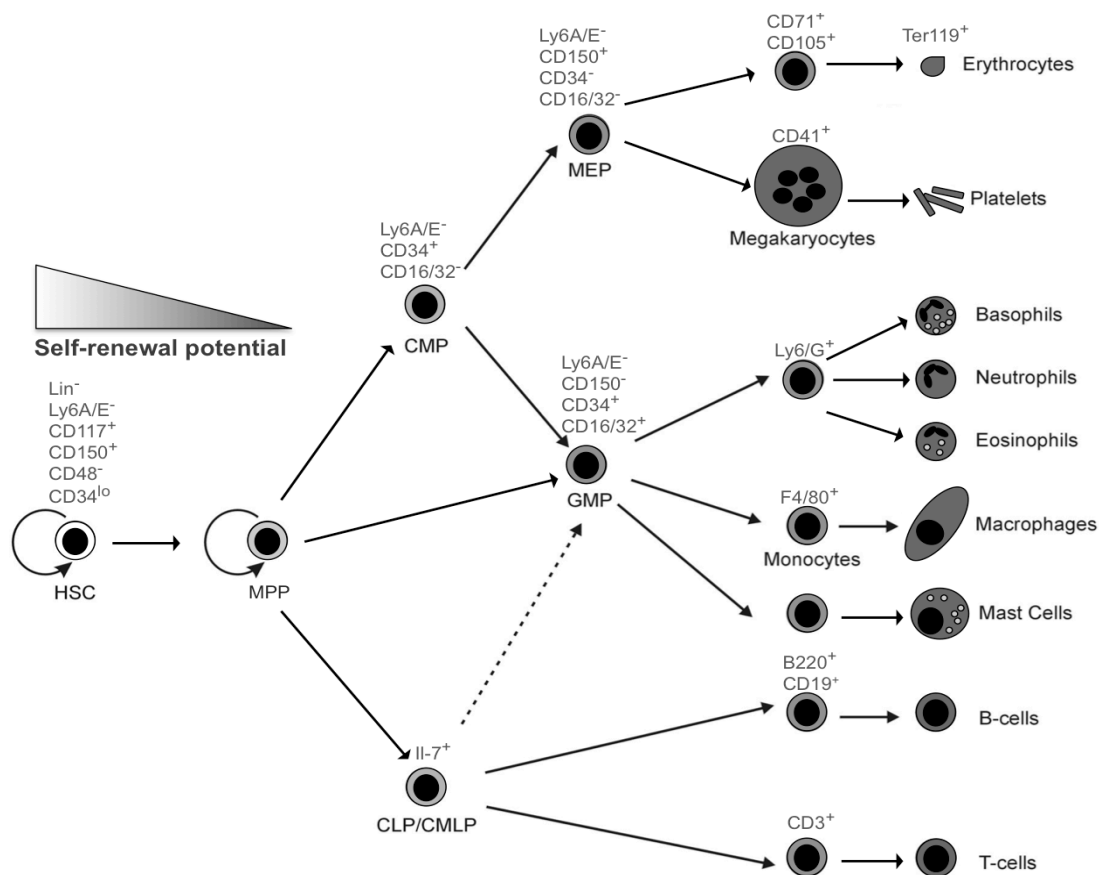 Ly6A/E⁻
CD150⁺
CD34⁻
CD16/32⁻
MEP
CD71⁺
CD105⁺
Ter119⁺
Erythrocytes
CD41⁺
Megakaryocytes
Platelets
Ly6A/E⁻
CD34⁺
CD16/32⁻
CMP
Self-renewal potential
Lin⁻
Ly6A/E⁻
CD117⁺
CD150⁺
CD48⁻
CD34ˡᵒ
HSC
MPP
Ly6A/E⁻
CD150⁻
CD34⁺
CD16/32⁺
GMP
Ly6/G⁺
Basophils
Neutrophils
Eosinophils
F4/80⁺
Monocytes
Macrophages
Mast Cells
Il-7⁺
CLP/CMLP
B220⁺
CD19⁺
B-cells
CD3⁺
T-cells